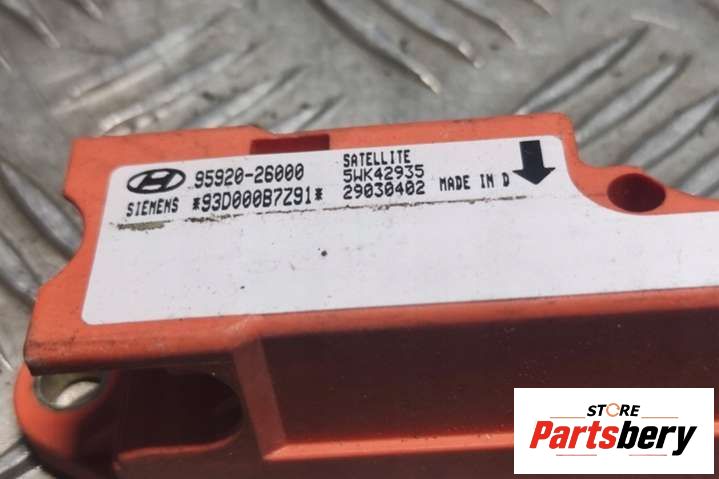 95920-26000
SIEMENS *93D000B7Z91*
SATELLITE
5WK42935
29030402 MADE IN D
STORE
Partsbery